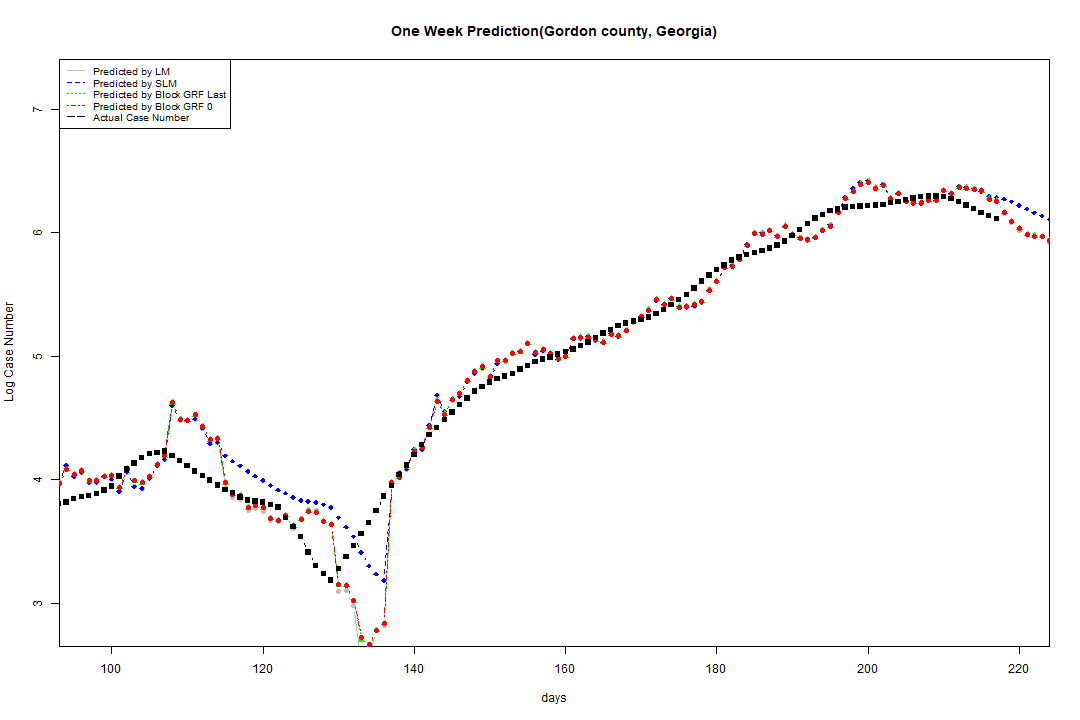 One Week Prediction(Gordon county, Georgia)
Predicted by LM
Predicted by SLM
Predicted by Block GRF Last
Predicted by Block GRF 0
Actual Case Number
7
6
5
4
3
Log Case Number
100 120 140 160 180 200 220
days